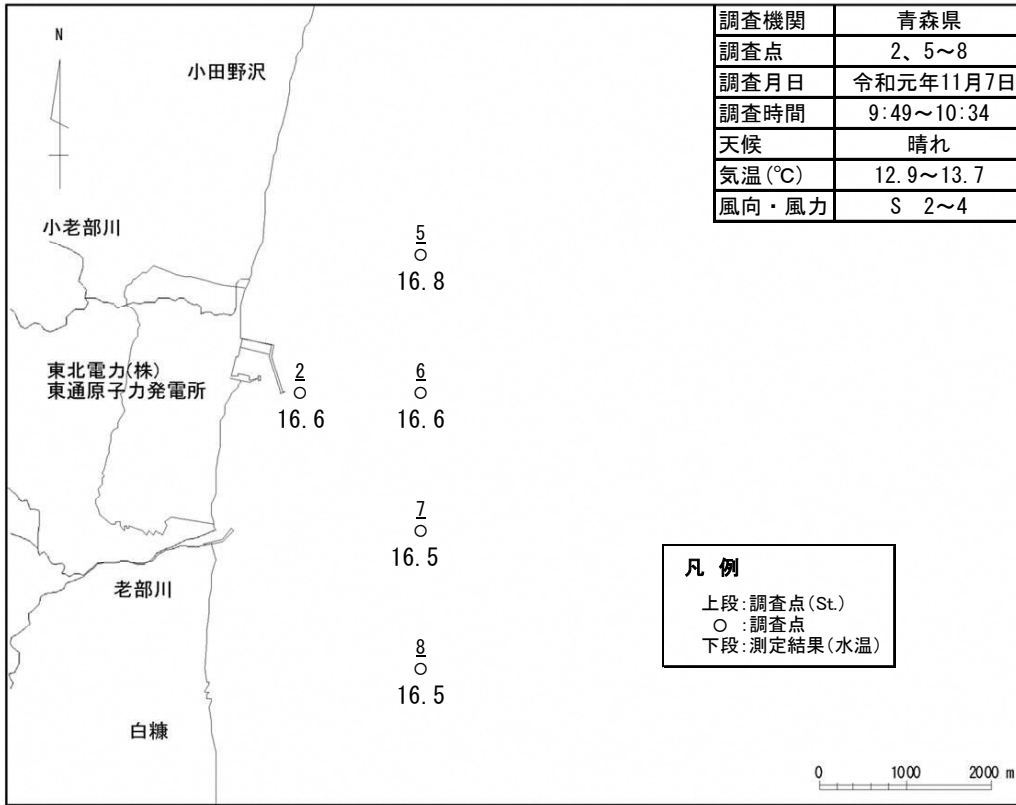 調査機関 青森県
調査点 2、5～8
調査月日 令和元年11月7日
調査時間 9:49～10:34
天候 晴れ
気温(℃) 12.9～13.7
風向・風力 S 2～4
N
小田野沢
小老部川
5
16.8
東北電力(株)
東通原子力発電所
2
16.6
6
16.6
7
16.5
老部川
8
16.5
白糠
凡 例
上段:調査点(St.)
○ :調査点
下段:測定結果(水温)
0 1000 2000 m